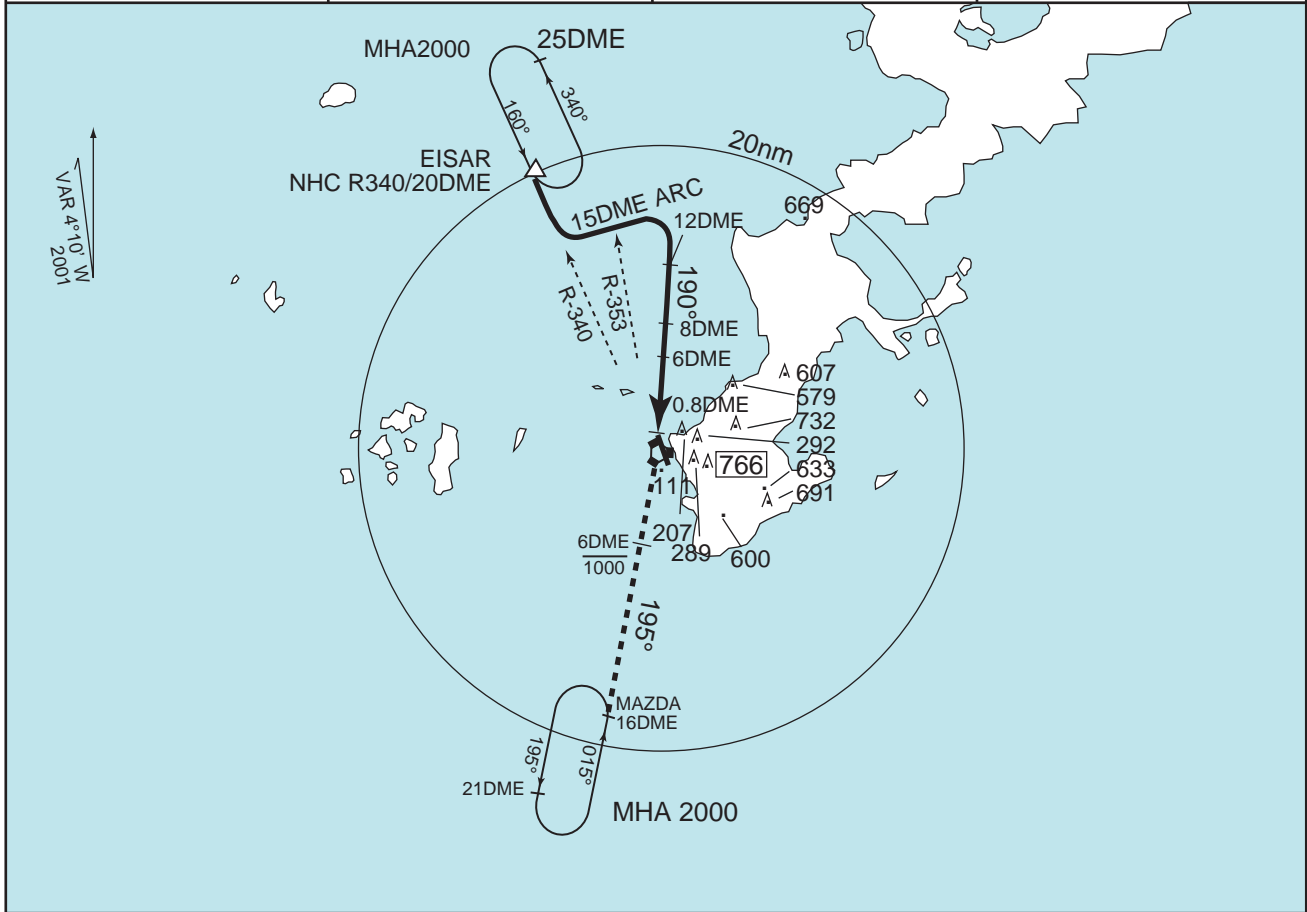 MHA2000
25DME
340°
160°
EISAR
NHC R340/20DME
20nm
VAR 4°10' W
2001
15DME ARC
12DME
669
190°
R-340
R-353
8DME
6DME
607
579
0.8DME
732
292
766
633
111
691
207
289
600
6DME
1000
195°
MAZDA
16DME
195°
015°
21DME
MHA 2000